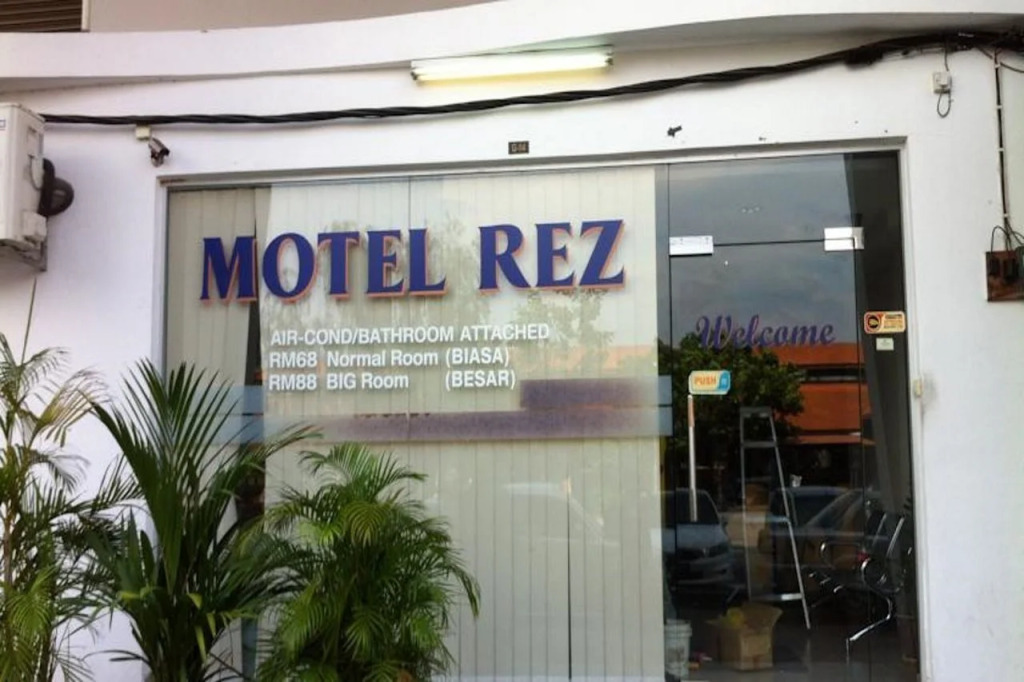 MOTEL REZ
AIR-COND/BATHROOM ATTACHED
RM68 Normal Room (BIASA)
RM88 BIG Room (BESAR)
Welcome
PUSH